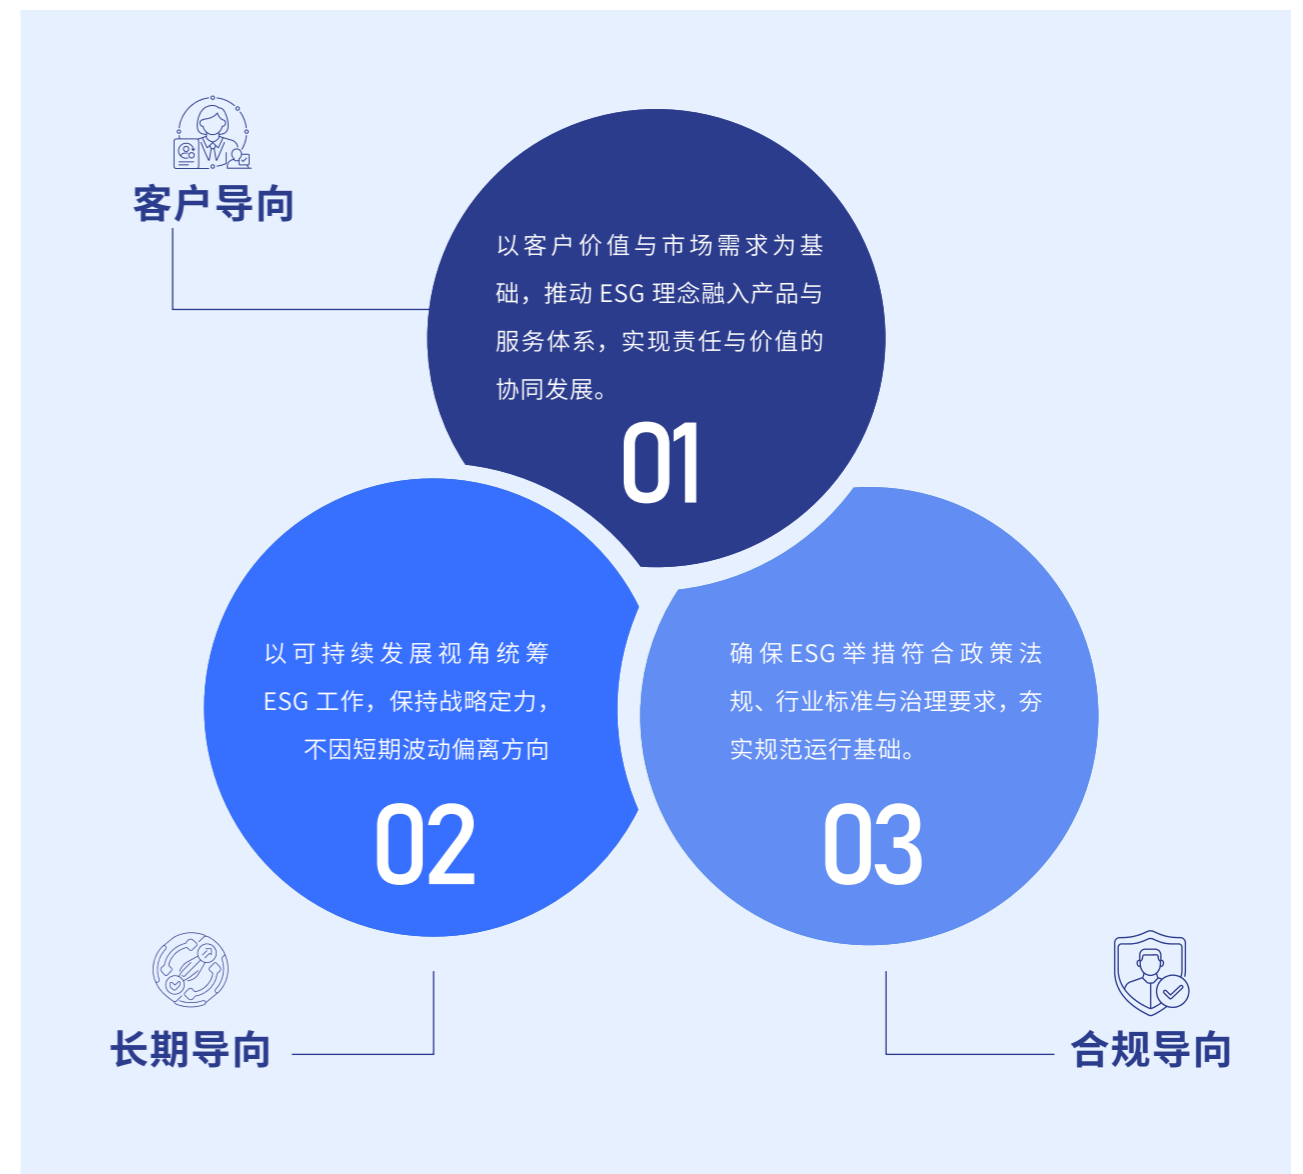 客户导向
以客户价值与市场需求为基
础，推动 ESG 理念融入产品与
服务体系，实现责任与价值的
协同发展。
01
以可持续发展视角统筹
ESG 工作，保持战略定力，
不因短期波动偏离方向
02
长期导向
确保 ESG 举措符合政策法
规、行业标准与治理要求，夯
实规范运行基础。
03
合规导向